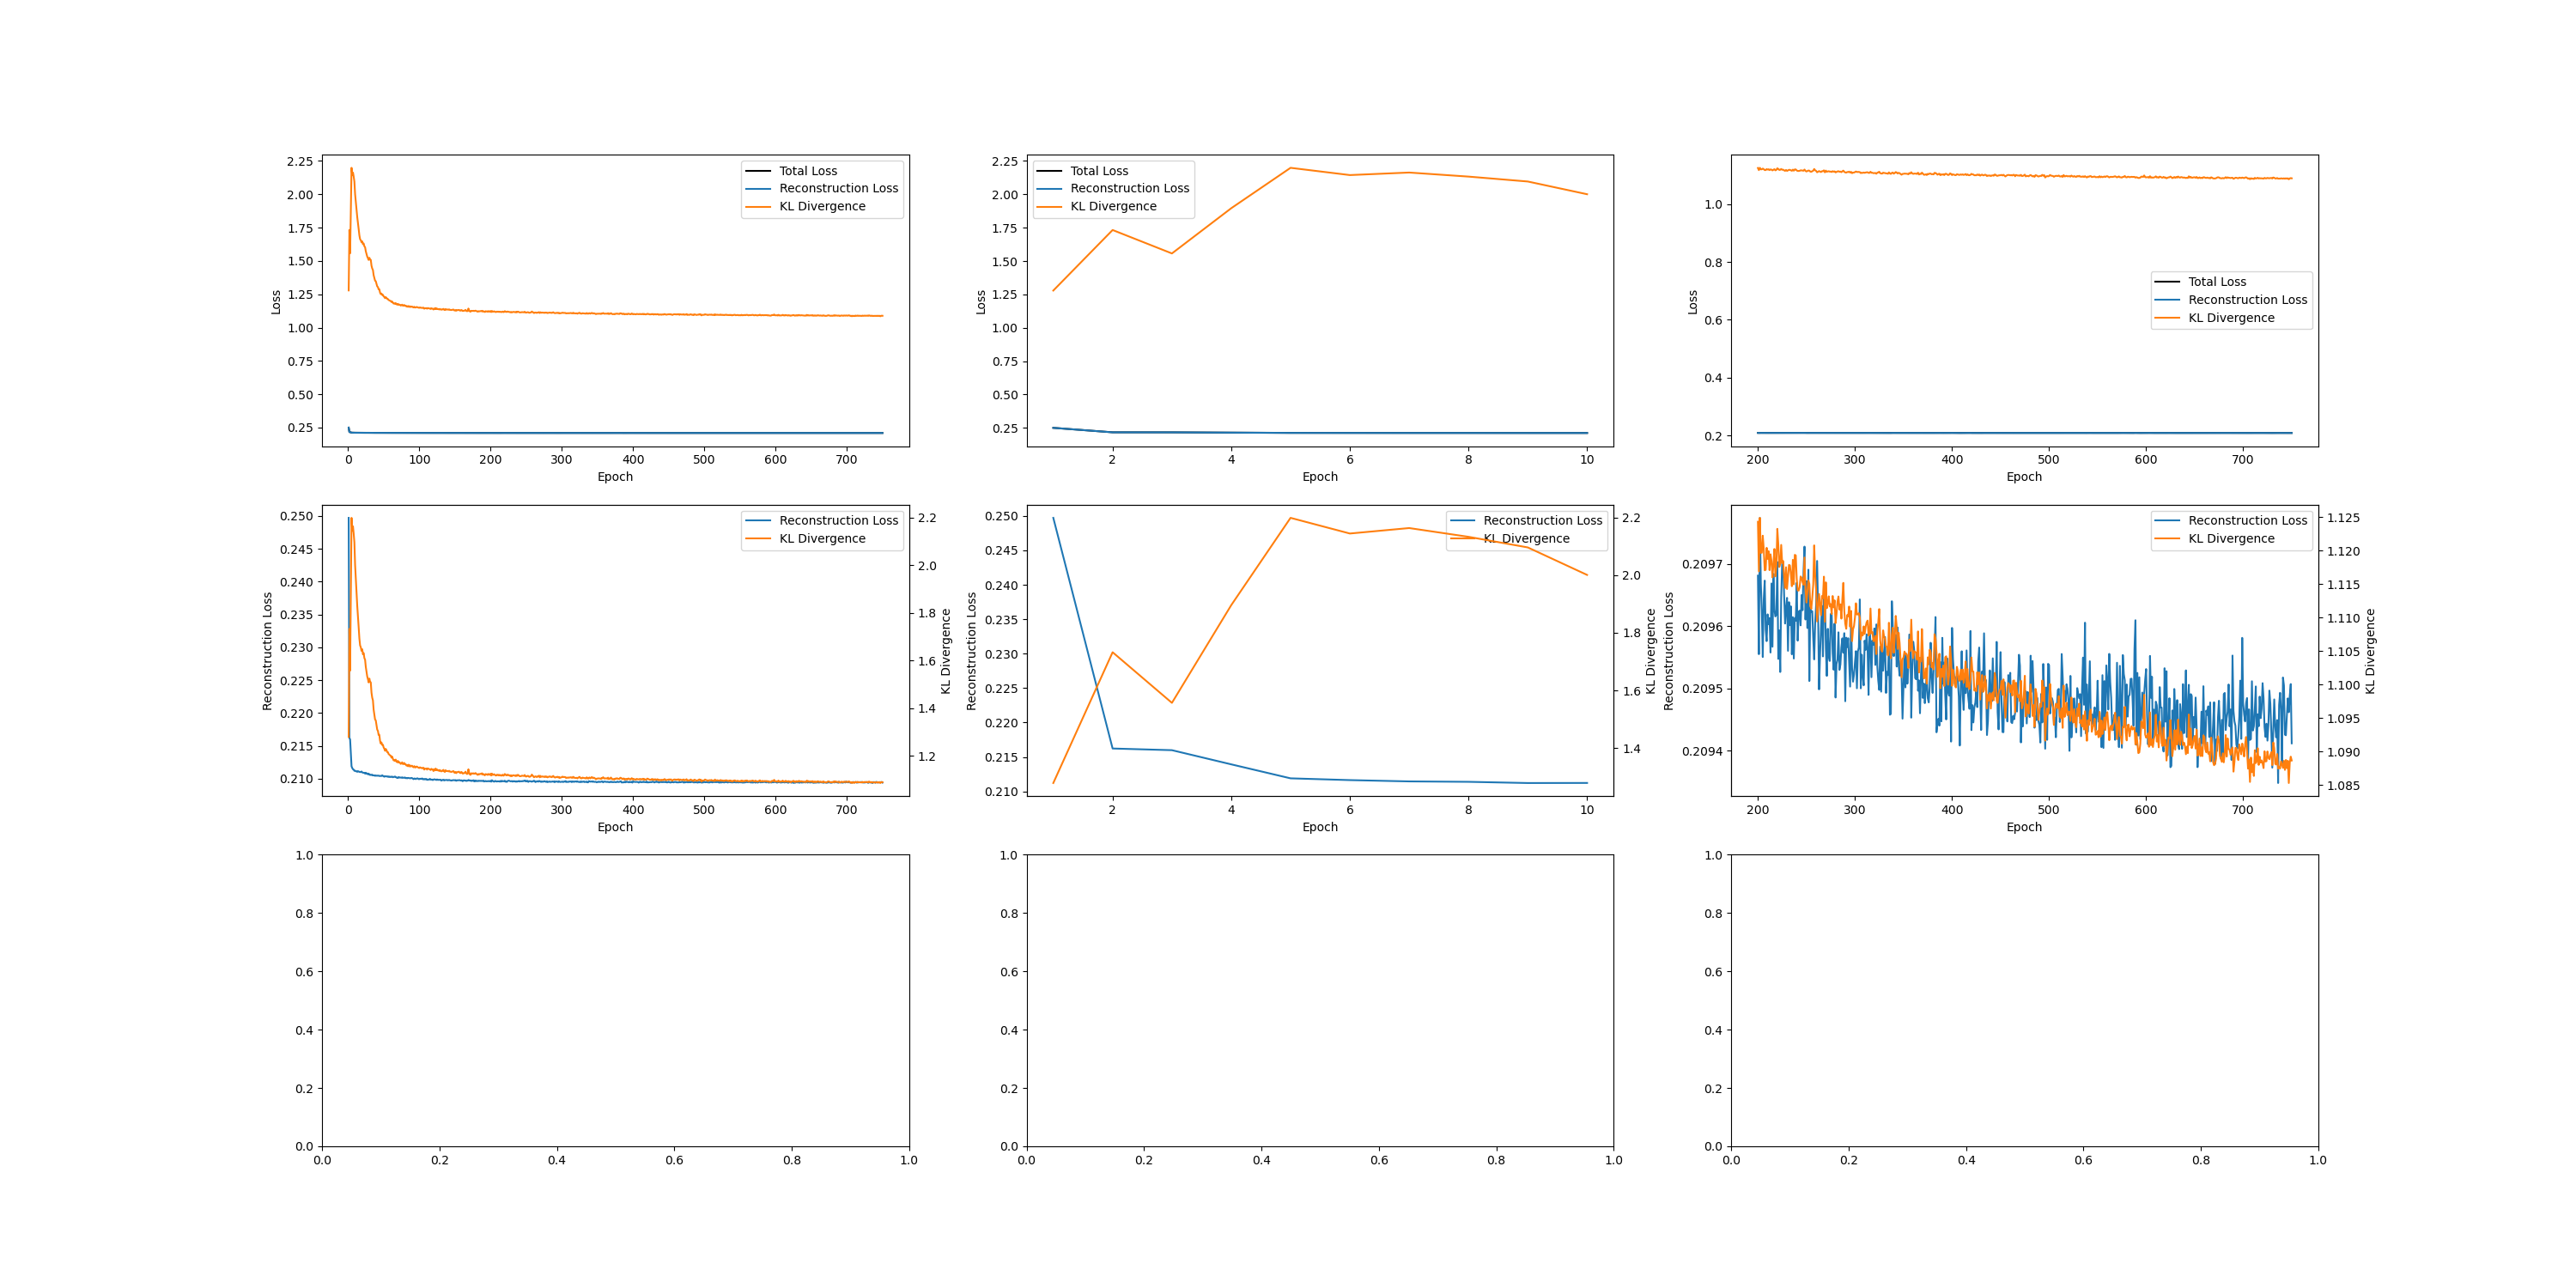 2.25
2.00
1.75
1.50
1.25
1.00
0.75
0.50
0.25
Loss
0 100 200 300 400 500 600 700
Epoch
Total Loss
Reconstruction Loss
KL Divergence
2.25
2.00
1.75
1.50
1.25
1.00
0.75
0.50
0.25
Loss
2 4 6 8 10
Epoch
Total Loss
Reconstruction Loss
KL Divergence
1.0
0.8
0.6
0.4
0.2
Loss
200 300 400 500 600 700
Epoch
Total Loss
Reconstruction Loss
KL Divergence
0.250
0.245
0.240
0.235
0.230
0.225
0.220
0.215
0.210
Reconstruction Loss
0 100 200 300 400 500 600 700
Epoch
Reconstruction Loss
KL Divergence
2.2
2.0
1.8
1.6
1.4
1.2
KL Divergence
0.250
0.245
0.240
0.235
0.230
0.225
0.220
0.215
0.210
Reconstruction Loss
2 4 6 8 10
Epoch
Reconstruction Loss
KL Divergence
2.2
2.0
1.8
1.6
1.4
KL Divergence
0.2097
0.2096
0.2095
0.2094
Reconstruction Loss
200 300 400 500 600 700
Epoch
Reconstruction Loss
KL Divergence
1.125
1.120
1.115
1.110
1.105
1.100
1.095
1.090
1.085
KL Divergence
1.0
0.8
0.6
0.4
0.2
0.0
0.0 0.2 0.4 0.6 0.8 1.0
1.0
0.8
0.6
0.4
0.2
0.0
0.0 0.2 0.4 0.6 0.8 1.0
1.0
0.8
0.6
0.4
0.2
0.0
0.0 0.2 0.4 0.6 0.8 1.0